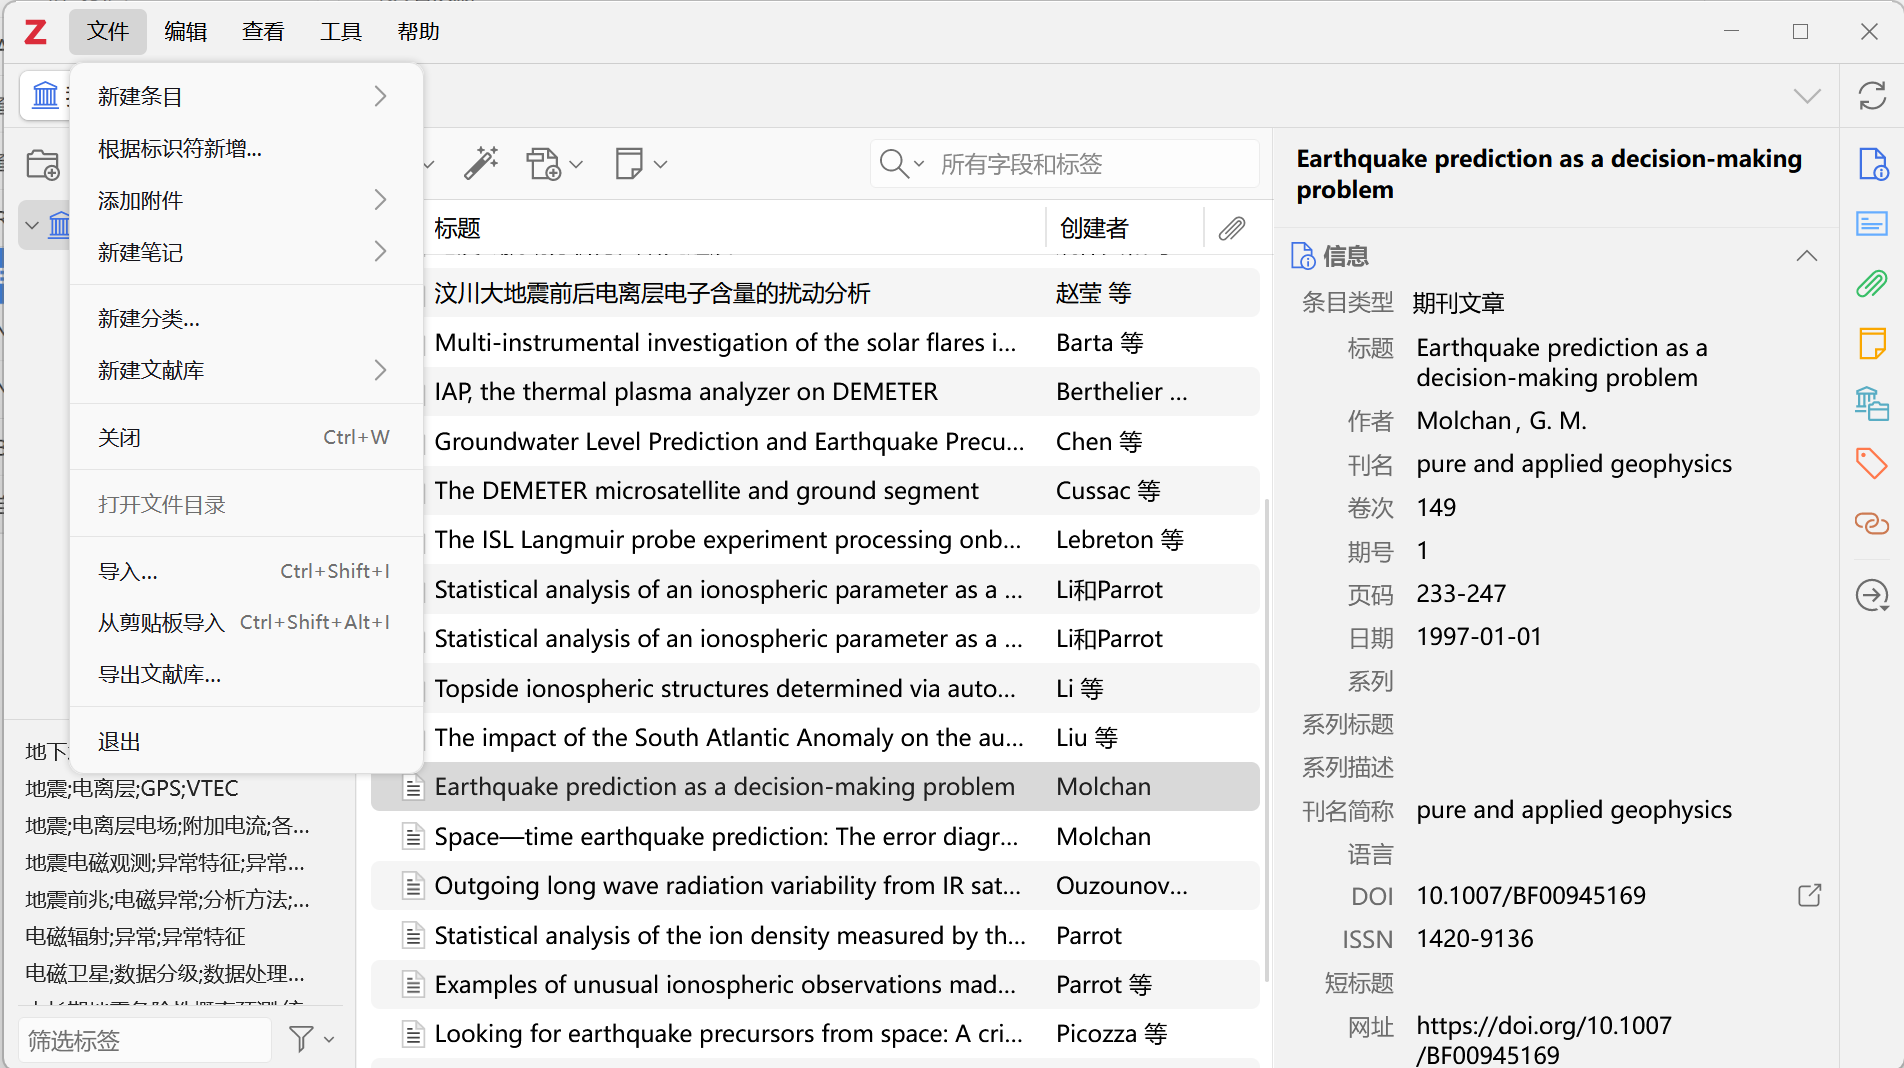 Z 文件 编辑 查看 工具 帮助
新建条目
根据标识符新增...
添加附件
新建笔记
新建分类...
新建文献库
关闭 Ctrl+W
打开文件目录
导入... Ctrl+Shift+I
从剪贴板导入 Ctrl+Shift+Alt+I
导出文献库...
退出
地下
地震;电离层;GPS;VTEC
地震;电离层电场;附加电流;各...
地震电磁观测;异常特征;异常...
地震前兆;电磁异常;分析方法;...
电磁辐射;异常;异常特征
电磁卫星;数据分级;数据处理...
筛选标签
所有字段和标签
标题 创建者
汶川大地震前后电离层电子含量的扰动分析 赵莹 等
Multi-instrumental investigation of the solar flares i... Barta 等
IAP, the thermal plasma analyzer on DEMETER Berthelier ...
Groundwater Level Prediction and Earthquake Precu... Chen 等
The DEMETER microsatellite and ground segment Cussac 等
The ISL Langmuir probe experiment processing onb... Lebreton 等
Statistical analysis of an ionospheric parameter as a ... Li和Parrot
Statistical analysis of an ionospheric parameter as a ... Li和Parrot
Topside ionospheric structures determined via auto... Li 等
The impact of the South Atlantic Anomaly on the au... Liu 等
Earthquake prediction as a decision-making problem Molchan
Space—time earthquake prediction: The error diagr... Molchan
Outgoing long wave radiation variability from IR sat... Ouzounov...
Statistical analysis of the ion density measured by th... Parrot
Examples of unusual ionospheric observations mad... Parrot 等
Looking for earthquake precursors from space: A cri... Picozza 等
Earthquake prediction as a decision-making
problem
信息
条目类型 期刊文章
标题 Earthquake prediction as a
decision-making problem
作者 Molchan, G. M.
刊名 pure and applied geophysics
卷次 149
期号 1
页码 233-247
日期 1997-01-01
系列
系列标题
系列描述
刊名简称 pure and applied geophysics
语言
DOI 10.1007/BF00945169
ISSN 1420-9136
短标题
网址 https://doi.org/10.1007
/BF00945169